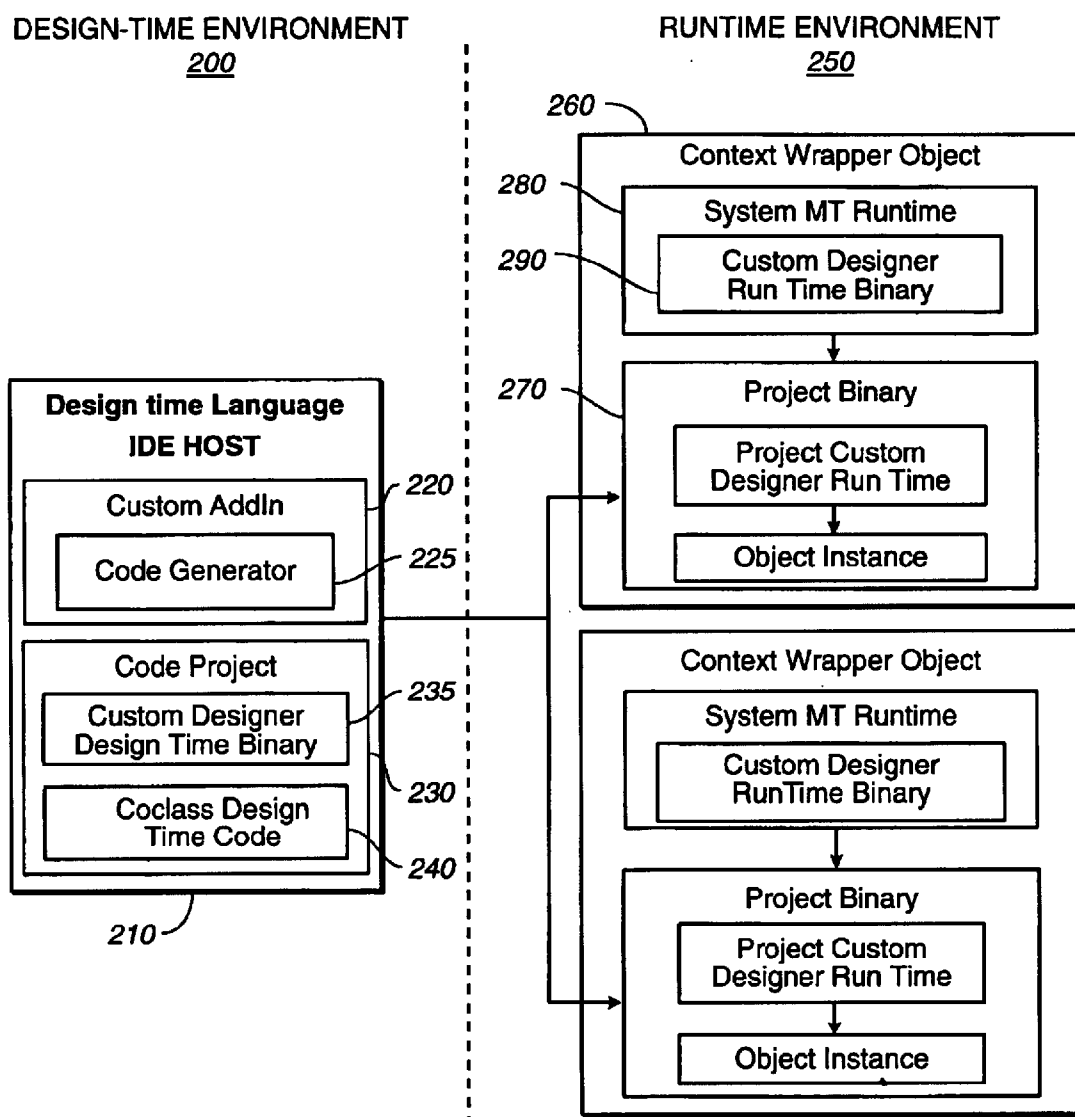 DESIGN-TIME ENVIRONMENT
200
RUNTIME ENVIRONMENT
250
260
Context Wrapper Object
280
System MT Runtime
290
Custom Designer
Run Time Binary
270
Project Binary
Project Custom
Designer Run Time
Object Instance
Design time Language
IDE HOST
220
Custom AddIn
225
Code Generator
Code Project
235
Custom Designer
Design Time Binary
230
Coclass Design
Time Code
240
210
Context Wrapper Object
System MT Runtime
Custom Designer
RunTime Binary
Project Binary
Project Custom
Designer Run Time
Object Instance